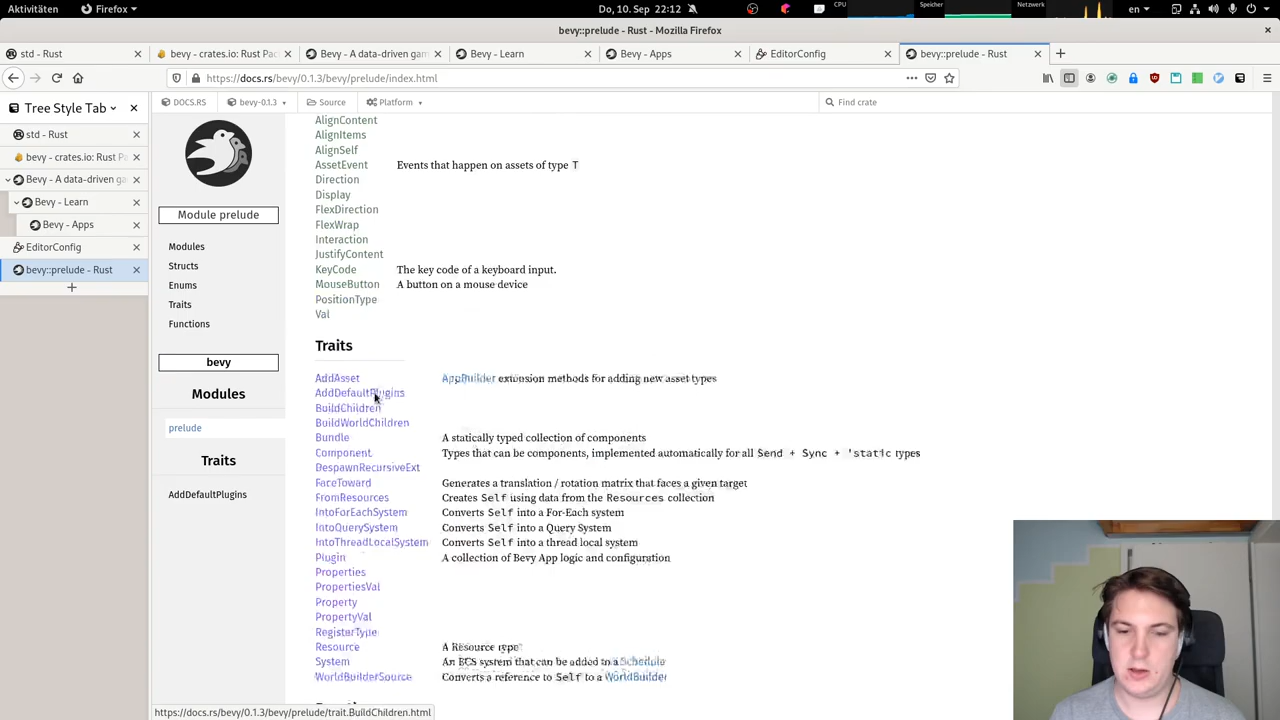 Aktivitäten Firefox Do, 10. Sep 22:12 CPU Speicher Netzwerk en
bevy::prelude - Rust - Mozilla Firefox
std - Rust
bevy - crates.io: Rust Pac
Bevy - A data-driven gam
Bevy - Learn
Bevy - Apps
EditorConfig
bevy::prelude - Rust
https://docs.rs/bevy/0.1.3/bevy/prelude/index.html
Tree Style Tab
std - Rust
bevy - crates.io: Rust P
Bevy - A data-driven ga
Bevy - Learn
Bevy - Apps
EditorConfig
bevy::prelude - Rust
DOCS.RS bevy-0.1.3 Source Platform Find crate
Module prelude
Modules
Structs
Enums
Traits
Functions
bevy
Modules
prelude
Traits
AddDefaultPlugins
AlignContent
AlignItems
AlignSelf
AssetEvent Events that happen on assets of type T
Direction
Display
FlexDirection
FlexWrap
Interaction
JustifyContent
KeyCode The key code of a keyboard input.
MouseButton A button on a mouse device
PositionType
Val
Traits
AddAsset AppBuilder extension methods for adding new asset types
AddDefaultPlugins
BuildChildren
BuildWorldChildren
Bundle A statically typed collection of components
Component Types that can be components, implemented automatically for all Send + Sync + 'static types
DespawnRecursiveExt
FaceToward Generates a translation / rotation matrix that faces a given target
FromResources Creates Self using data from the Resources collection
IntoForEachSystem Converts Self into a For-Each system
IntoQuerySystem Converts Self into a Query System
IntoThreadLocalSystem Converts Self into a thread local system
Plugin A collection of Bevy App logic and configuration
Properties
PropertiesVal
Property
PropertyVal
RegisterType
Resource A Resource type
System An ECS system that can be added to a Schedule
WorldBuilderSource Converts a reference to Self to a WorldBuilder
https://docs.rs/bevy/0.1.3/bevy/prelude/trait.BuildChildren.html